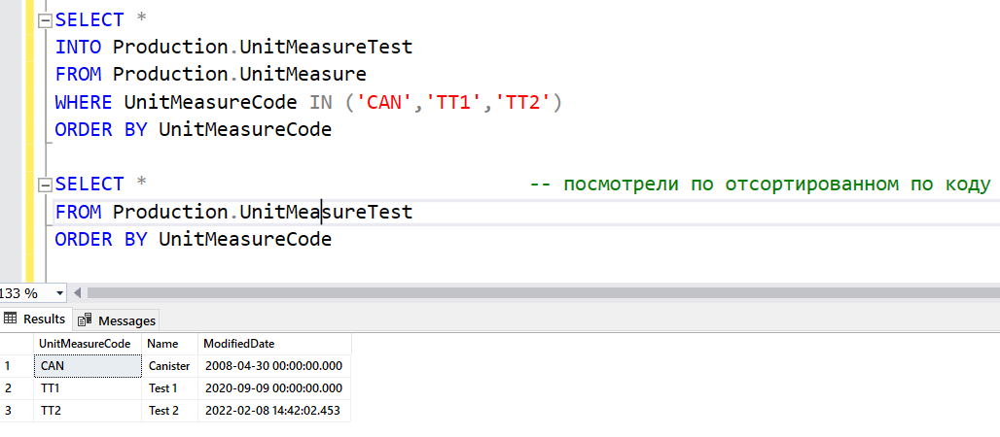 SELECT *
INTO Production.UnitMeasureTest
FROM Production.UnitMeasure
WHERE UnitMeasureCode IN ('CAN','TT1','TT2')
ORDER BY UnitMeasureCode
SELECT * -- посмотрели по отсортированном по коду
FROM Production.UnitMeasureTest
ORDER BY UnitMeasureCode
133 %
Results Messages
UnitMeasureCode Name ModifiedDate
1 CAN Canister 2008-04-30 00:00:00.000
2 TT1 Test 1 2020-09-09 00:00:00.000
3 TT2 Test 2 2022-02-08 14:42:02.453